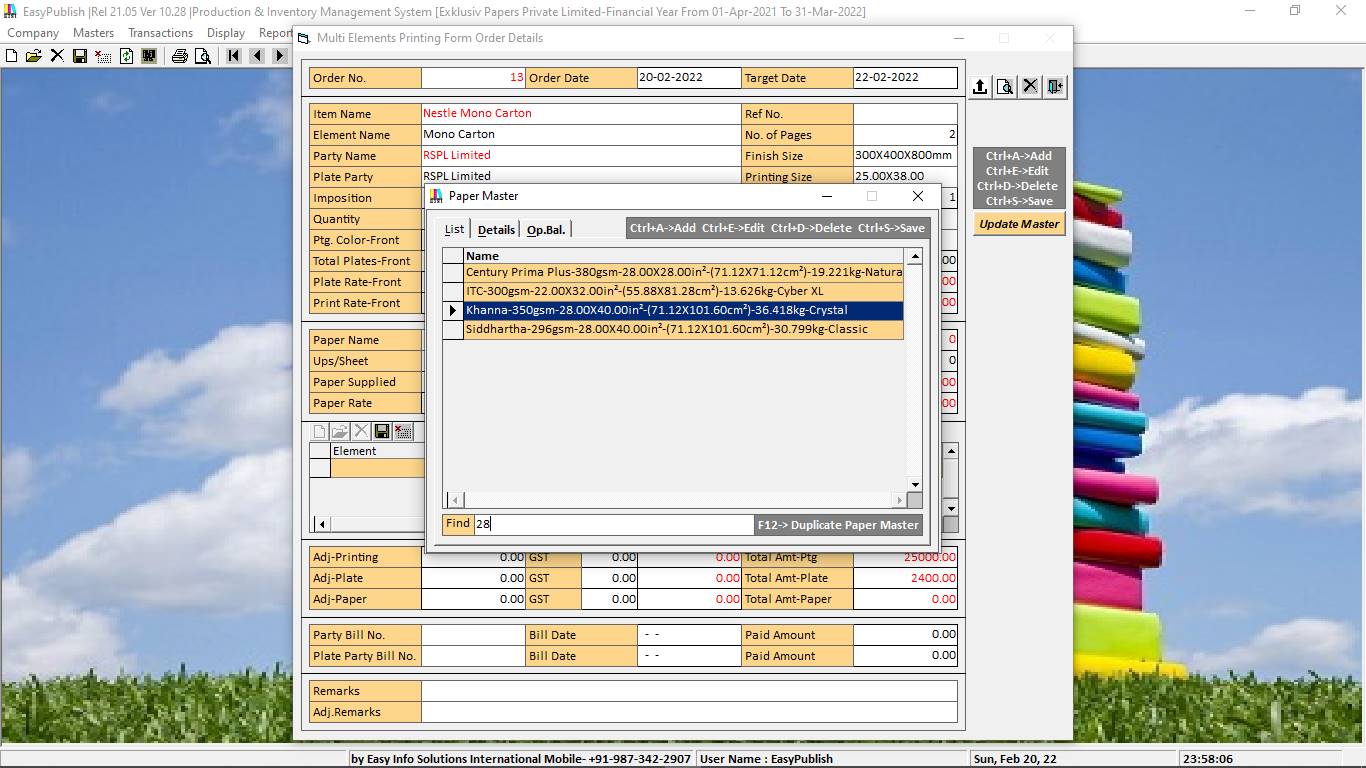 EasyPublish |Rel 21.05 Ver 10.28 |Production & Inventory Management System [Exklusiv Papers Private Limited-Financial Year From 01-Apr-2021 To 31-Mar-2022]
Company Masters Transactions Display Report
Multi Elements Printing Form Order Details
Order No. 13 Order Date 20-02-2022 Target Date 22-02-2022
Item Name Nestle Mono Carton Ref No.
Element Name Mono Carton No. of Pages 2
Party Name RSPL Limited Finish Size 300X400X800mm
Plate Party RSPL Limited Printing Size 25.00X38.00
Ctrl+A->Add
Ctrl+E->Edit
Ctrl+D->Delete
Ctrl+S->Save
Update Master
Imposition 1
Quantity
Ptg. Color-Front
Total Plates-Front 00
Plate Rate-Front 00
Print Rate-Front 00
Paper Name 0
Ups/Sheet 0
Paper Supplied 00
Paper Rate 00
Element
Paper Master
List Details Op.Bal. Ctrl+A->Add Ctrl+E->Edit Ctrl+D->Delete Ctrl+S->Save
Name
Century Prima Plus-380gsm-28.00X28.00in²-(71.12X71.12cm²)-19.221kg-Natura
ITC-300gsm-22.00X32.00in²-(55.88X81.28cm²)-13.626kg-Cyber XL
Khanna-350gsm-28.00X40.00in²-(71.12X101.60cm²)-36.418kg-Crystal
Siddhartha-296gsm-28.00X40.00in²-(71.12X101.60cm²)-30.799kg-Classic
Find 28 F12-> Duplicate Paper Master
Adj-Printing 0.00 GST 0.00 0.00 Total Amt-Ptg 25000.00
Adj-Plate 0.00 GST 0.00 0.00 Total Amt-Plate 2400.00
Adj-Paper 0.00 GST 0.00 0.00 Total Amt-Paper 0.00
Party Bill No. Bill Date - - Paid Amount 0.00
Plate Party Bill No. Bill Date - - Paid Amount 0.00
Remarks
Adj.Remarks
by Easy Info Solutions International Mobile- +91-987-342-2907 User Name : EasyPublish Sun, Feb 20, 22 23:58:06